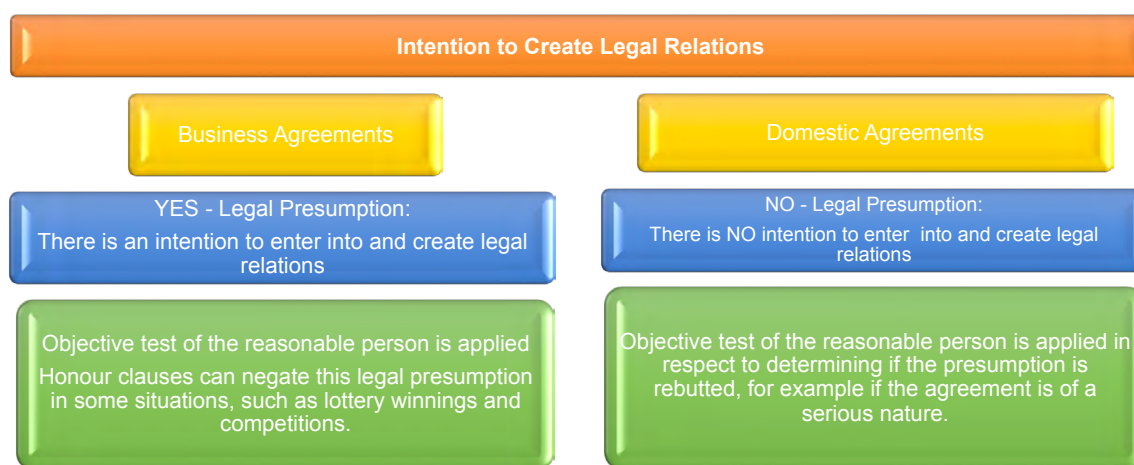 Intention to Create Legal Relations
Business Agreements
Domestic Agreements
YES - Legal Presumption:
There is an intention to enter into and create legal
relations
NO - Legal Presumption:
There is NO intention to enter into and create legal
relations
Objective test of the reasonable person is applied
Honour clauses can negate this legal presumption
in some situations, such as lottery winnings and
competitions.
Objective test of the reasonable person is applied in
respect to determining if the presumption is
rebutted, for example if the agreement is of a
serious nature.